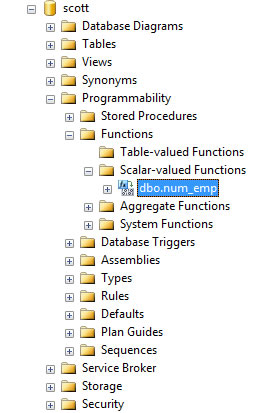 scott
Database Diagrams
Tables
Views
Synonyms
Programmability
Stored Procedures
Functions
Table-valued Functions
Scalar-valued Functions
dbo.num_emp
Aggregate Functions
System Functions
Database Triggers
Assemblies
Types
Rules
Defaults
Plan Guides
Sequences
Service Broker
Storage
Security